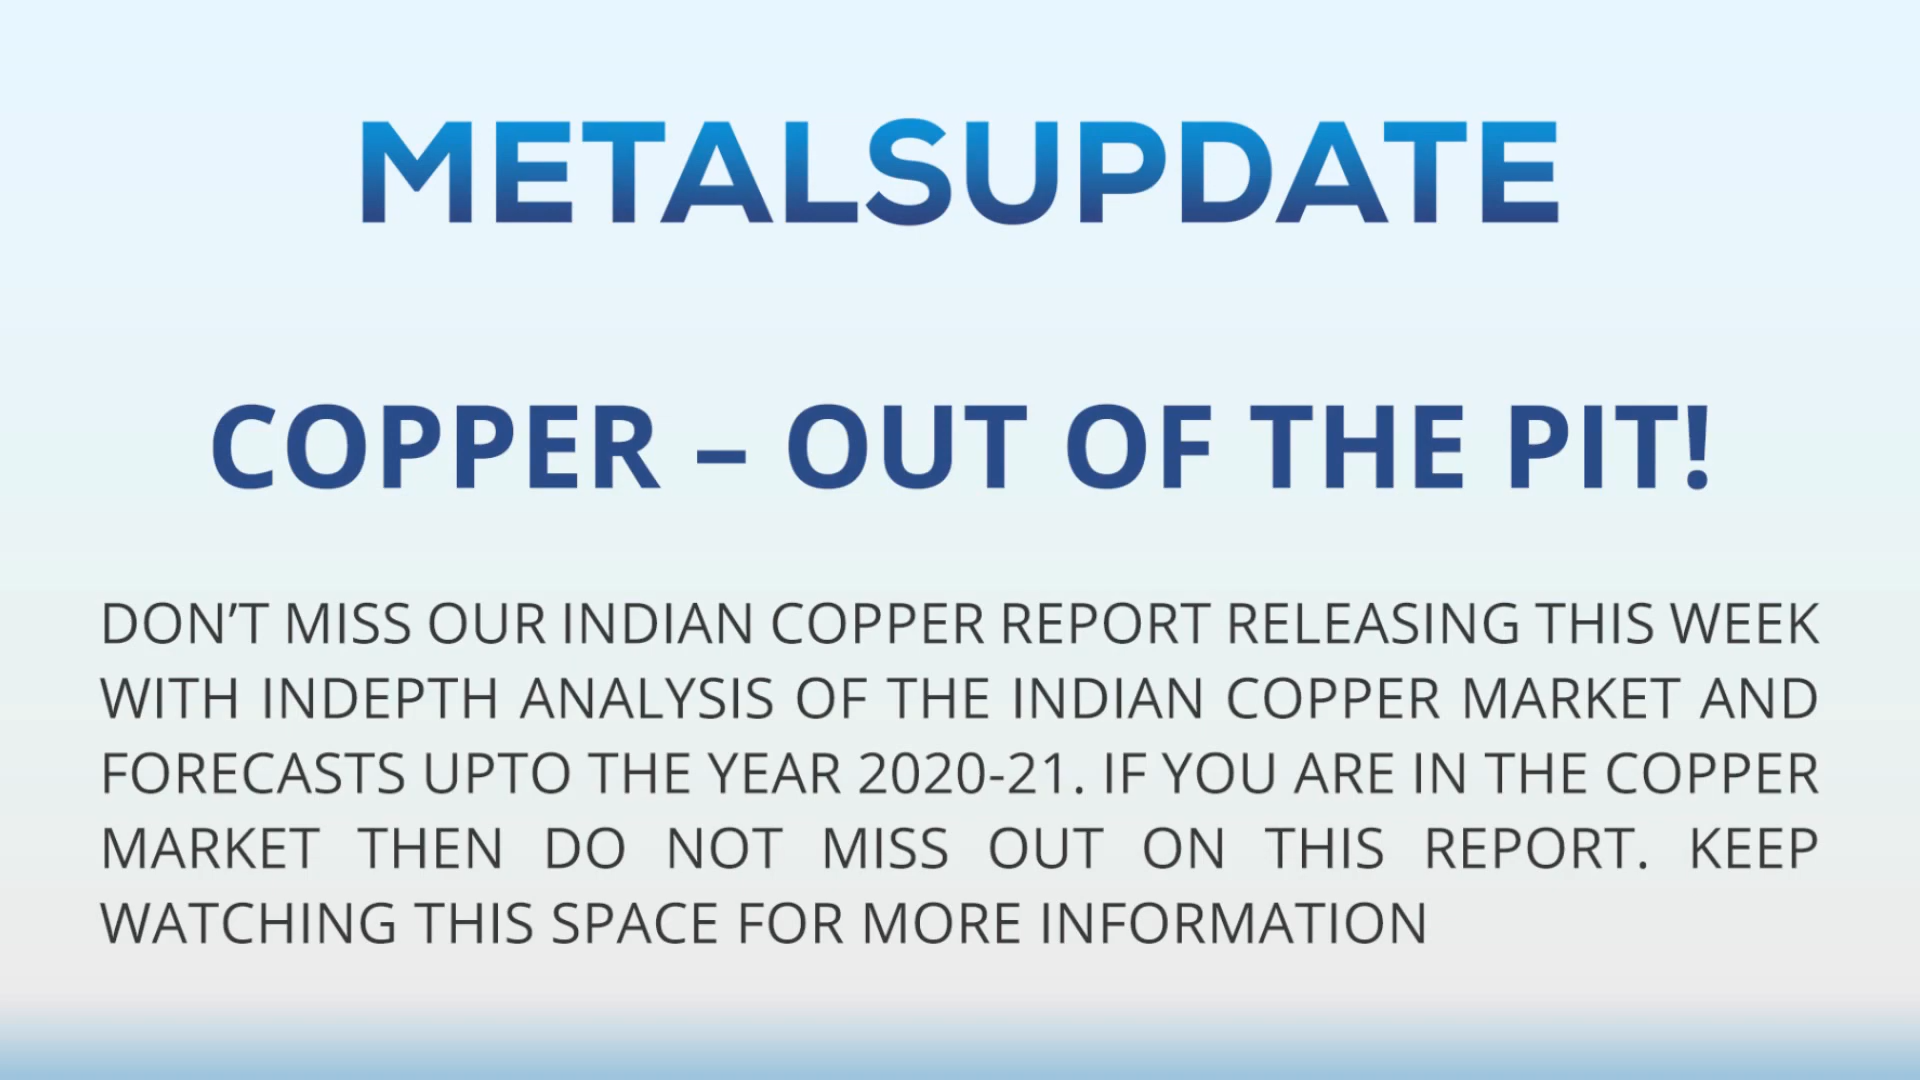 METALSUPDATE
COPPER – OUT OF THE PIT!
DON’T MISS OUR INDIAN COPPER REPORT RELEASING THIS WEEK
WITH INDEPTH ANALYSIS OF THE INDIAN COPPER MARKET AND
FORECASTS UPTO THE YEAR 2020-21. IF YOU ARE IN THE COPPER
MARKET THEN DO NOT MISS OUT ON THIS REPORT. KEEP
WATCHING THIS SPACE FOR MORE INFORMATION